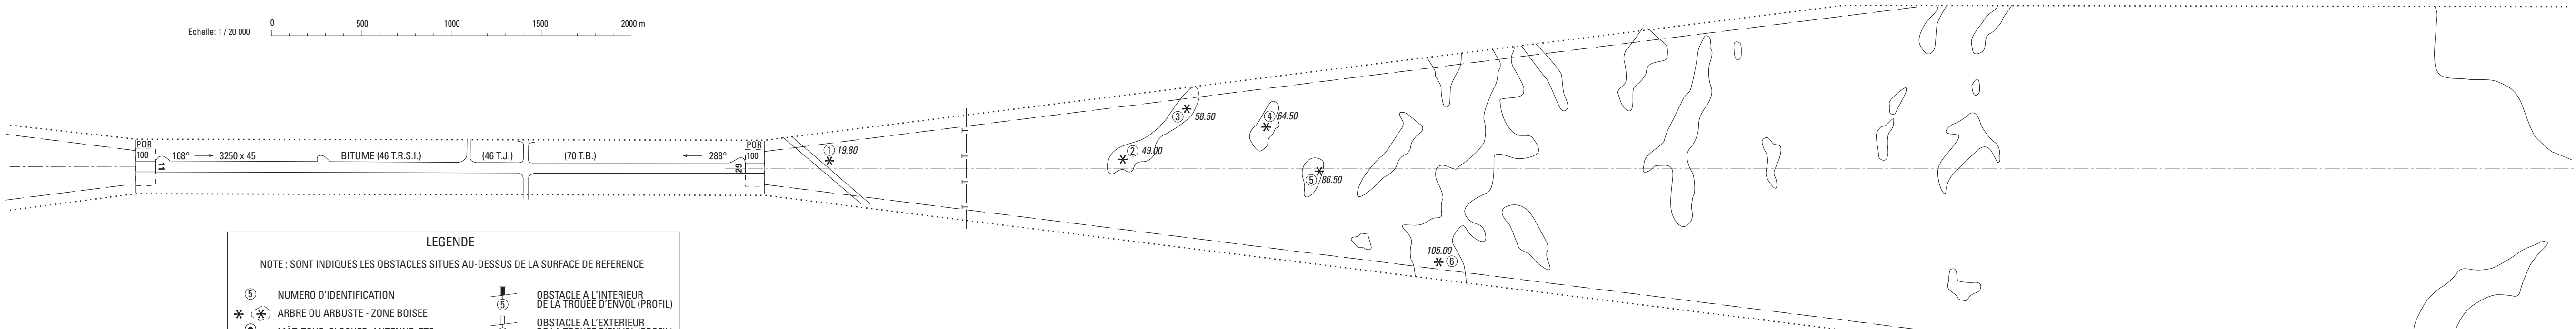 0 500 1000 1500 2000 m
Echelle: 1 / 20 000
POR
100
11
108° → 3250 x 45
BITUME (46 T.R.S.I.)
(46 T.J.)
(70 T.B.)
← 288°
POR
100
29
1 19.80
2 49.00
3 58.50
4 64.50
5 86.50
105.00
6
LEGENDE
NOTE : SONT INDIQUES LES OBSTACLES SITUES AU-DESSUS DE LA SURFACE DE REFERENCE
5 NUMERO D'IDENTIFICATION
ARBRE OU ARBUSTE - ZONE BOISEE
5
OBSTACLE A L'INTERIEUR
DE LA TROUEE D'ENVOL (PROFIL)
OBSTACLE A L'EXTERIEUR